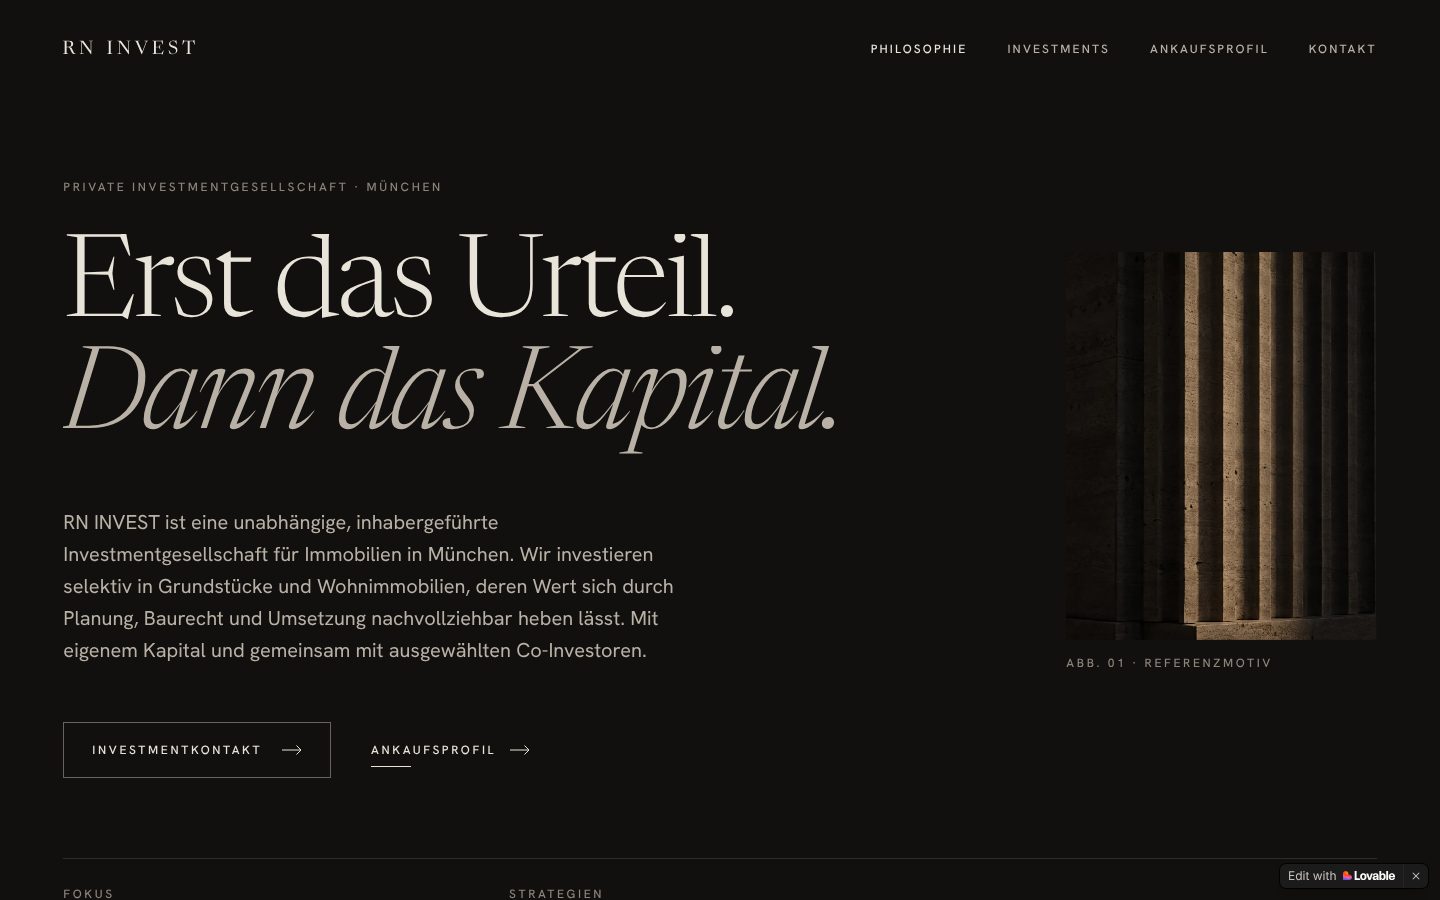 RN INVEST
PHILOSOPHIE
INVESTMENTS
ANKAUFSPROFIL
KONTAKT
PRIVATE INVESTMENTGESELLSCHAFT · MÜNCHEN
Erst das Urteil.
Dann das Kapital.
RN INVEST ist eine unabhängige, inhabergeführte
Investmentgesellschaft für Immobilien in München. Wir investieren
selektiv in Grundstücke und Wohnimmobilien, deren Wert sich durch
Planung, Baurecht und Umsetzung nachvollziehbar heben lässt. Mit
eigenem Kapital und gemeinsam mit ausgewählten Co-Investoren.
INVESTMENTKONTAKT
ANKAUFSPROFIL
ABB. 01 · REFERENZMOTIV
FOKUS
STRATEGIEN
Edit with Lovable